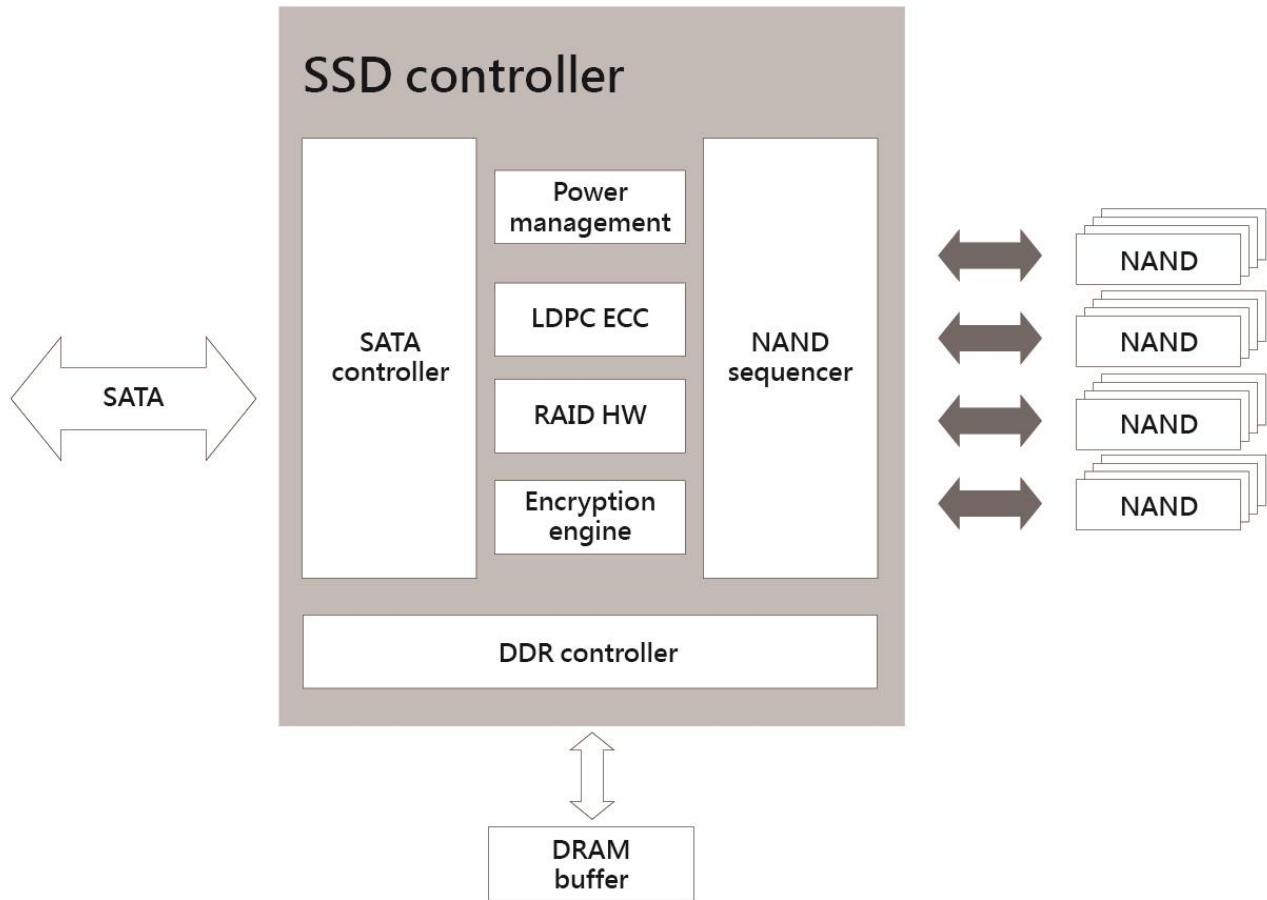 SSD controller
SATA
SATA
controller
Power
management
LDPC ECC
RAID HW
Encryption
engine
NAND
sequencer
DDR controller
NAND
NAND
NAND
NAND
DRAM
buffer